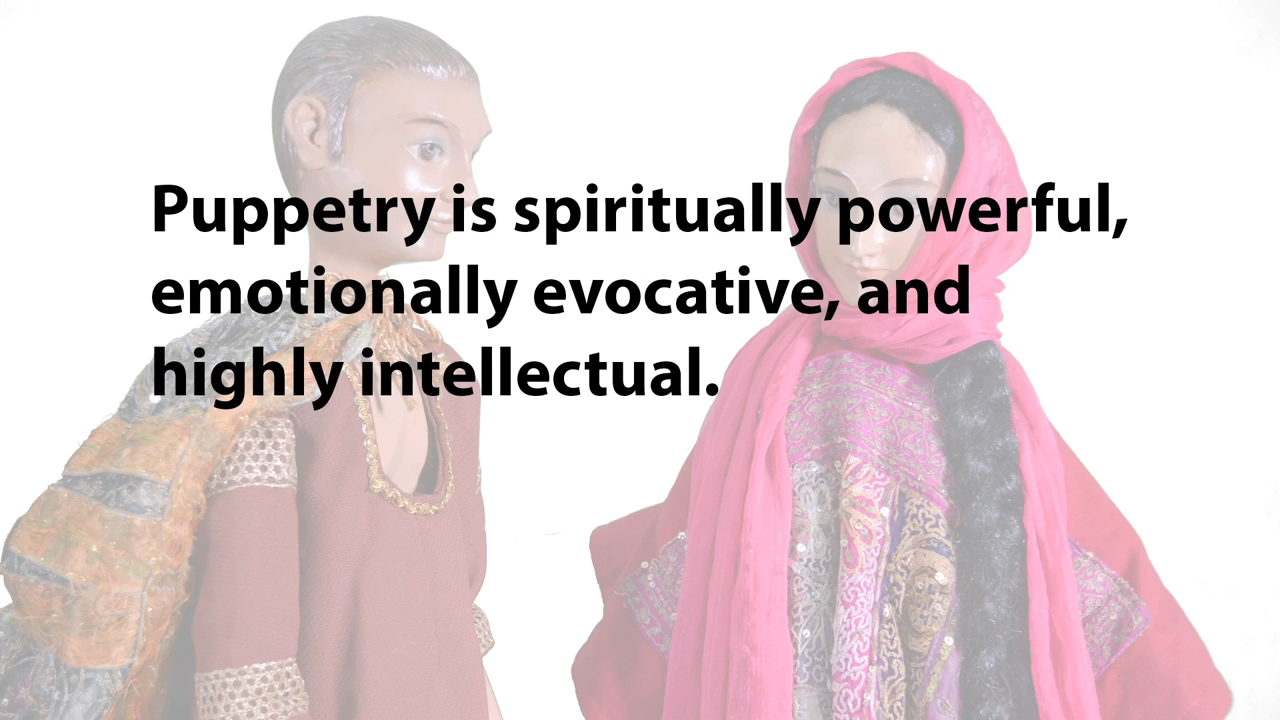 Puppetry is spiritually powerful,
emotionally evocative, and
highly intellectual.